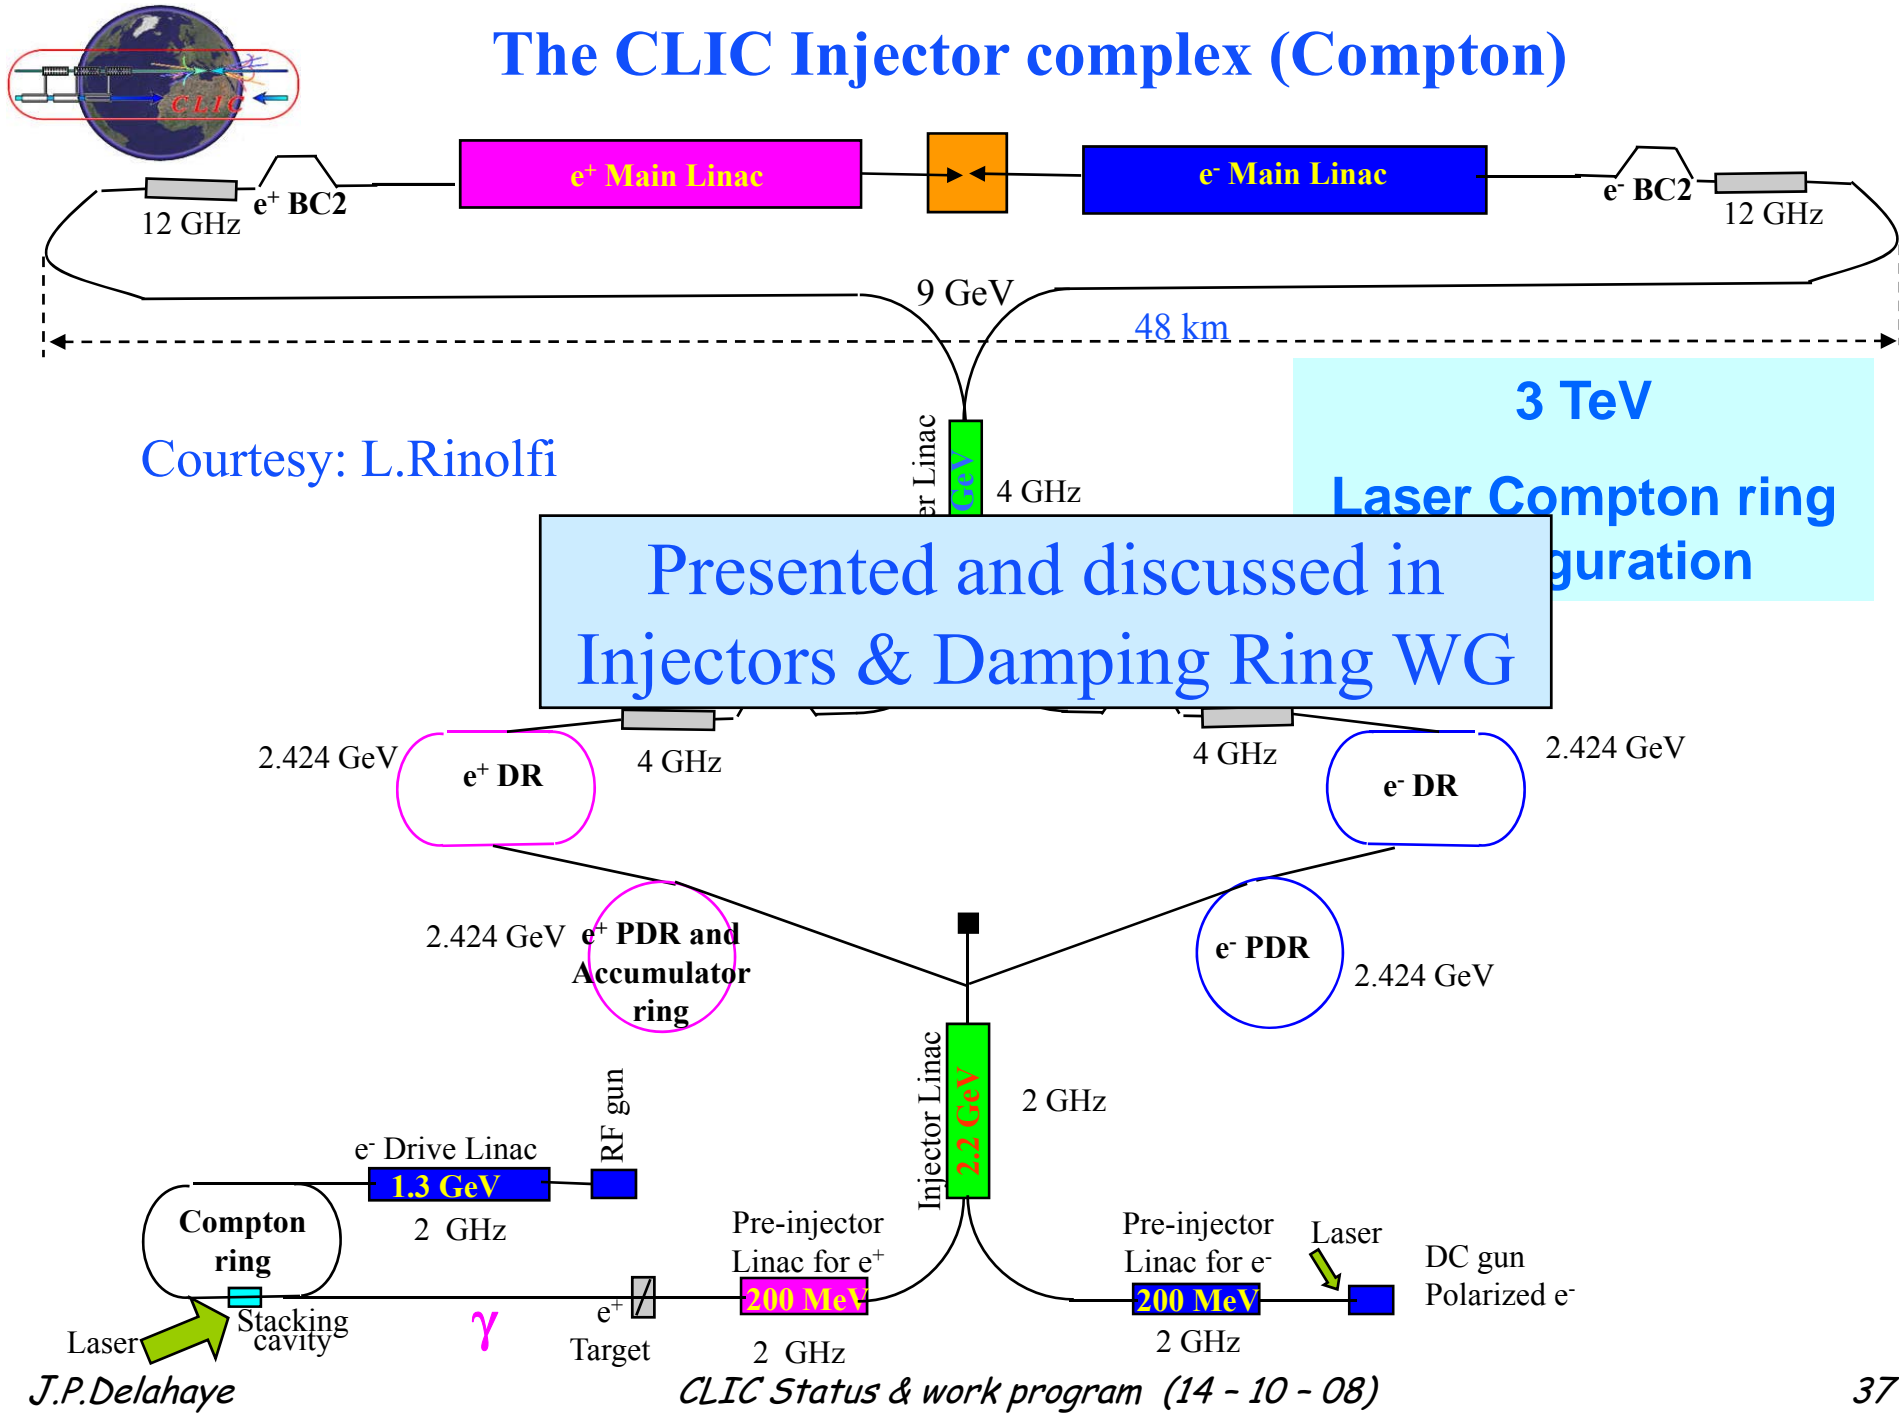 The CLIC Injector complex (Compton)
CLIC
e+ Main Linac
e- Main Linac
12 GHz
e+ BC2
e- BC2
12 GHz
9 GeV
48 km
3 TeV
Laser Compton ring
Courtesy: L.Rinolfi
Linac
GeV
4 GHz
Presented and discussed in
Injectors & Damping Ring WG
2.424 GeV
e+ DR
4 GHz
4 GHz
e- DR
2.424 GeV
2.424 GeV
e+ PDR and
Accumulator
ring
e- PDR
2.424 GeV
Injector Linac
2.2 GeV
2 GHz
RF gun
e- Drive Linac
1.3 GeV
2 GHz
Compton
ring
Pre-injector
Linac for e+
200 MeV
2 GHz
Pre-injector
Linac for e-
200 MeV
2 GHz
Laser
DC gun
Polarized e-
Stacking
cavity
Laser
γ
e+
Target
J.P.Delahaye
CLIC Status & work program (14 - 10 - 08)
37